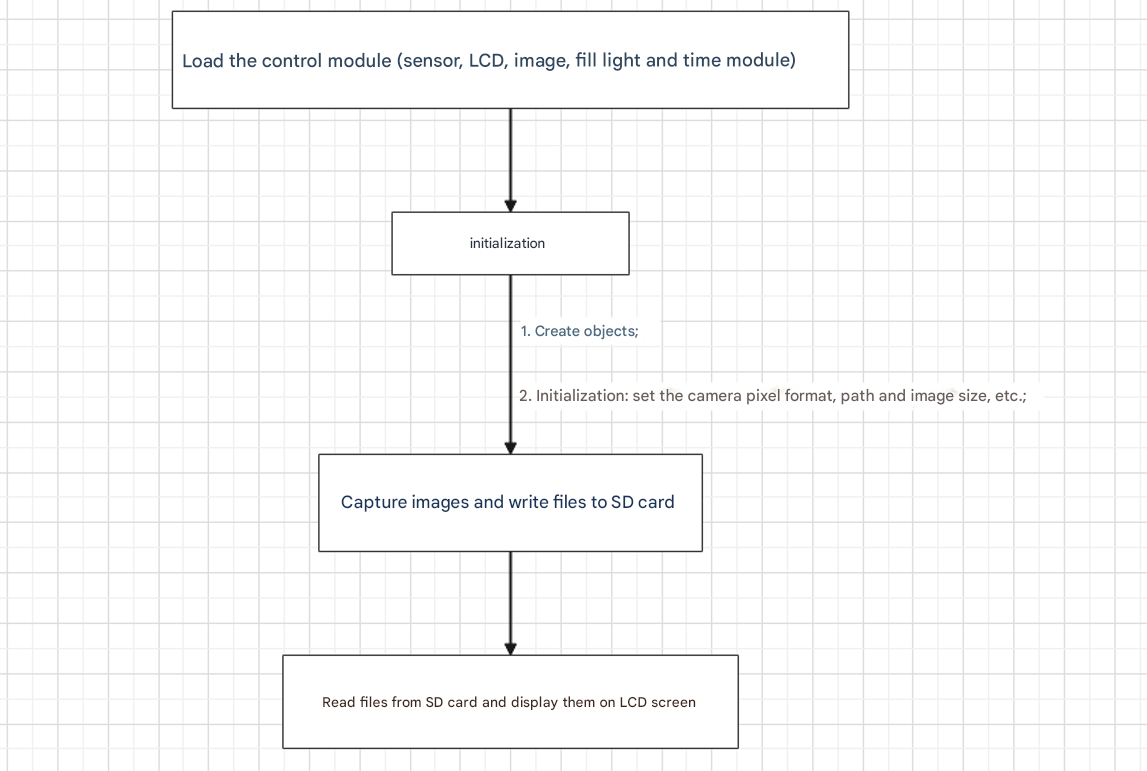 Load the control module (sensor, LCD, image, fill light and time module)
initialization
1. Create objects;
2. Initialization: set the camera pixel format, path and image size, etc.;
Capture images and write files to SD card
Read files from SD card and display them on LCD screen